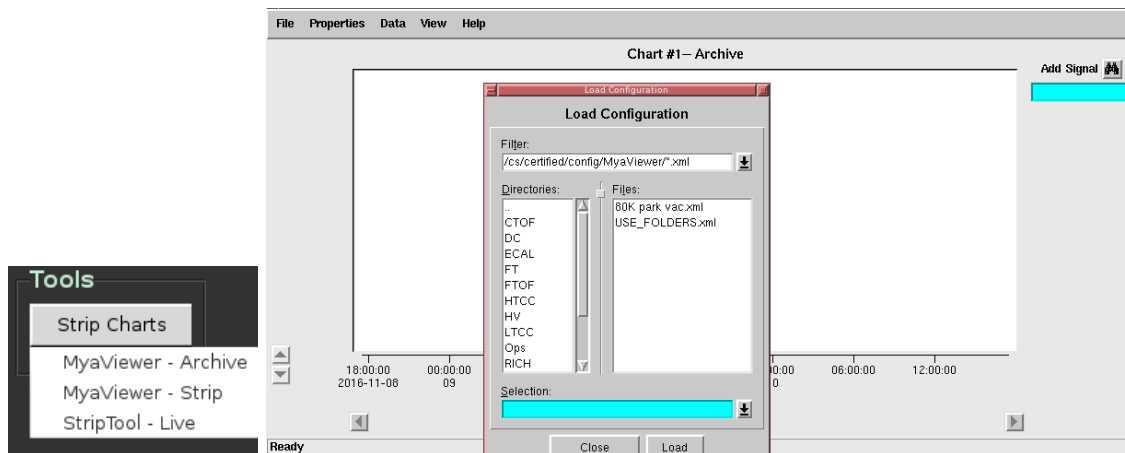 Tools
Strip Charts
MyaViewer - Archive
MyaViewer - Strip
StripTool - Live
File Properties Data View Help
Chart #1— Archive
Add Signal
Load Configuration
Load Configuration
Filter:
/cs/certified/config/MyaViewer/*.xml
Directories:
..
CTOF
DC
ECAL
FT
FTOF
HTCC
HV
LTCC
Ops
RICH
Files:
80K park vac.xml
USE_FOLDERS.xml
18:00:00 00:00:00 06:00:00 12:00:00
2016-11-08 09
Selection:
Close Load
Ready